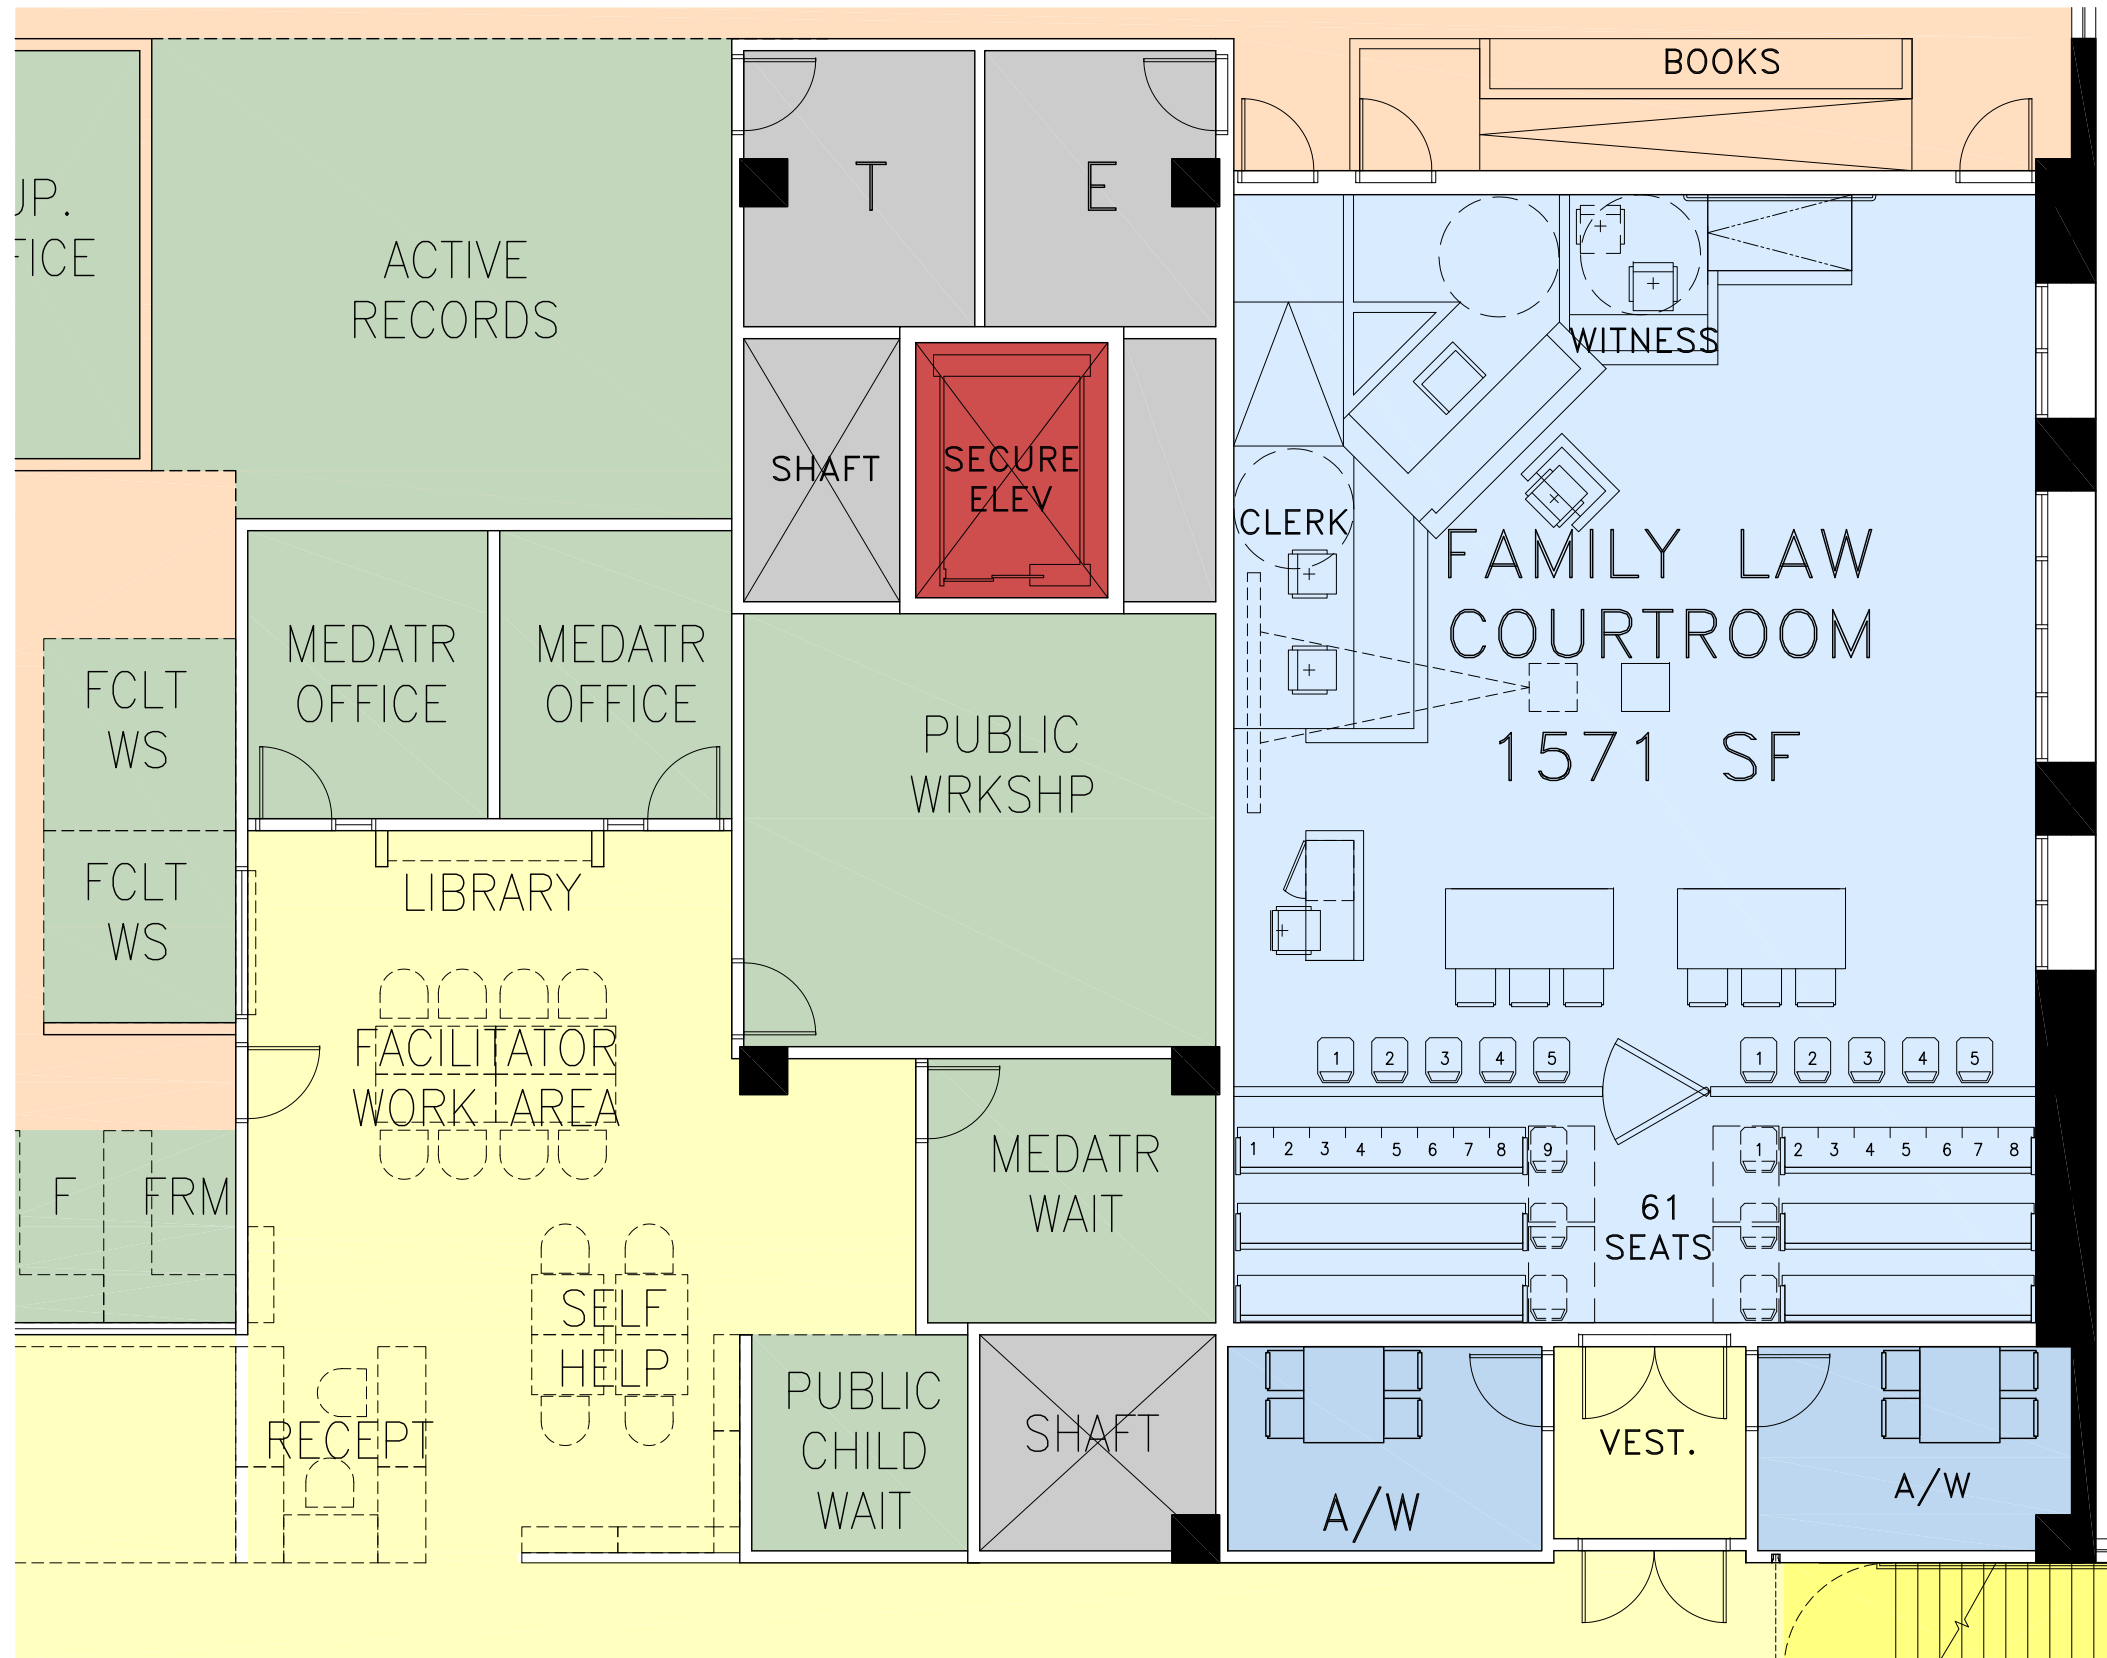 BOOKS
T
E
UP.
FICE
ACTIVE
RECORDS
WITNESS
SHAFT
SECURE
ELEV
CLERK
FAMILY LAW
COURTROOM
1571 SF
MEDATR
OFFICE
MEDATR
OFFICE
FCLT
WS
PUBLIC
WRKSHP
FCLT
WS
LIBRARY
FACILITATOR
WORK AREA
1 2 3 4 5
1 2 3 4 5
1 2 3 4 5 6 7 8 9
1 2 3 4 5 6 7 8
MEDATR
WAIT
F
FRM
61
SEATS
SELF
HELP
PUBLIC
CHILD
WAIT
SHAFT
RECEPT
A/W
VEST.
A/W